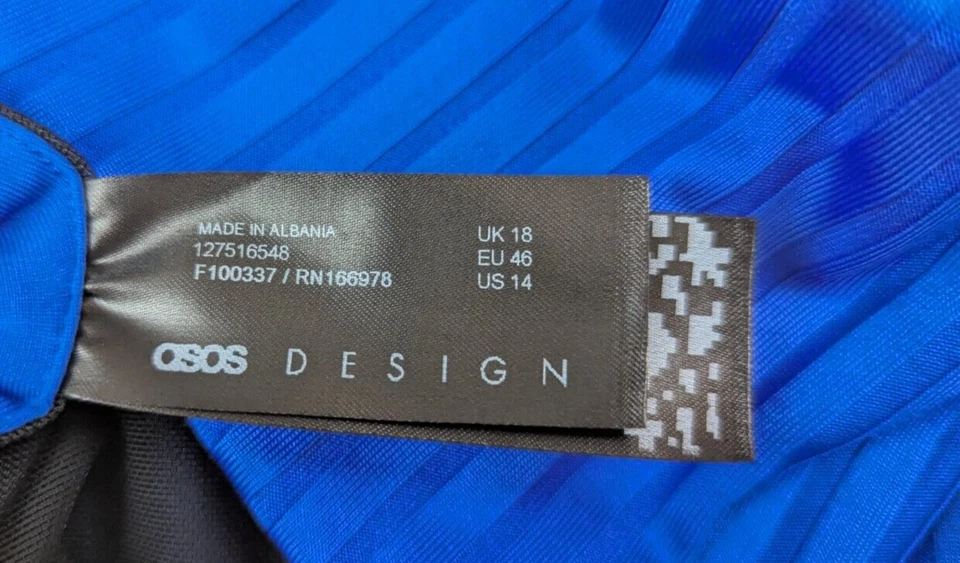 MADE IN ALBANIA
127516548
F100337 / RN166978
UK 18
EU 46
US 14
asos DESIGN